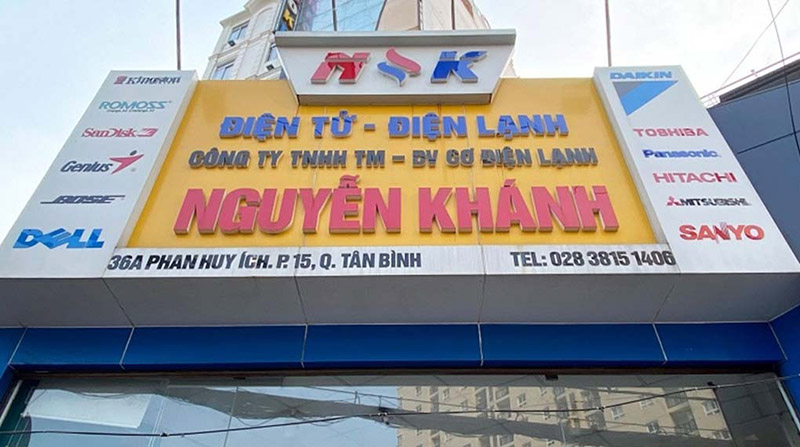 NSK
ĐIỆN TỬ - ĐIỆN LẠNH
CÔNG TY TNHH TM - DV CƠ ĐIỆN LẠNH
NGUYỄN KHÁNH
36A PHAN HUY ÍCH. P. 15, Q. TÂN BÌNH
TEL: 028 3815 1406
Kingston
ROMOSS
SanDisk
Genius
BOSE
DELL
DAIKIN
TOSHIBA
Panasonic
HITACHI
MITSUBISHI
SANYO